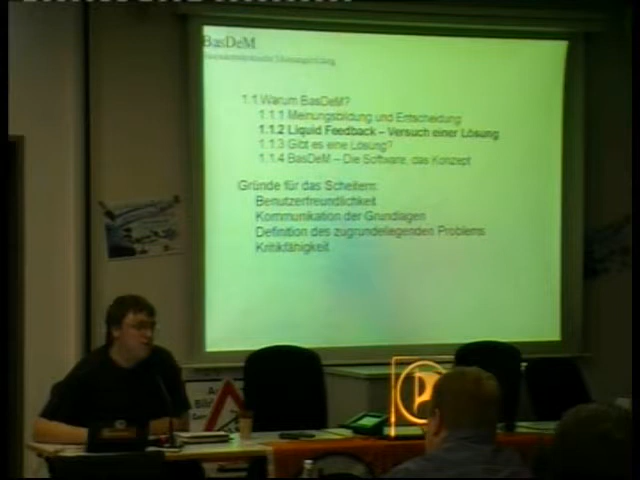 BasDeM
1.1 Warum BasDeM?
1.1.1 Meinungsbildung und Entscheidung
1.1.2 Liquid Feedback – Versuch einer Lösung
1.1.3 Gibt es eine Lösung?
1.1.4 BasDeM – Die Software, das Konzept
Gründe für das Scheitern:
Benutzerfreundlichkeit
Kommunikation der Grundlagen
Definition des zugrundeliegenden Problems
Kritikfähigkeit